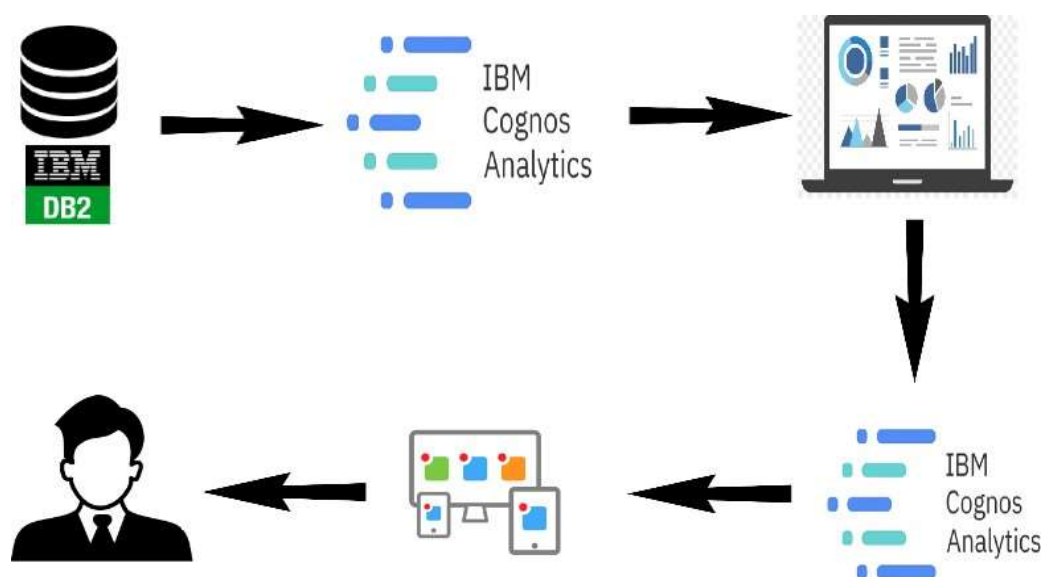 IBM
Cognos
Analytics
IBM
DB2
IBM
Cognos
Analytics